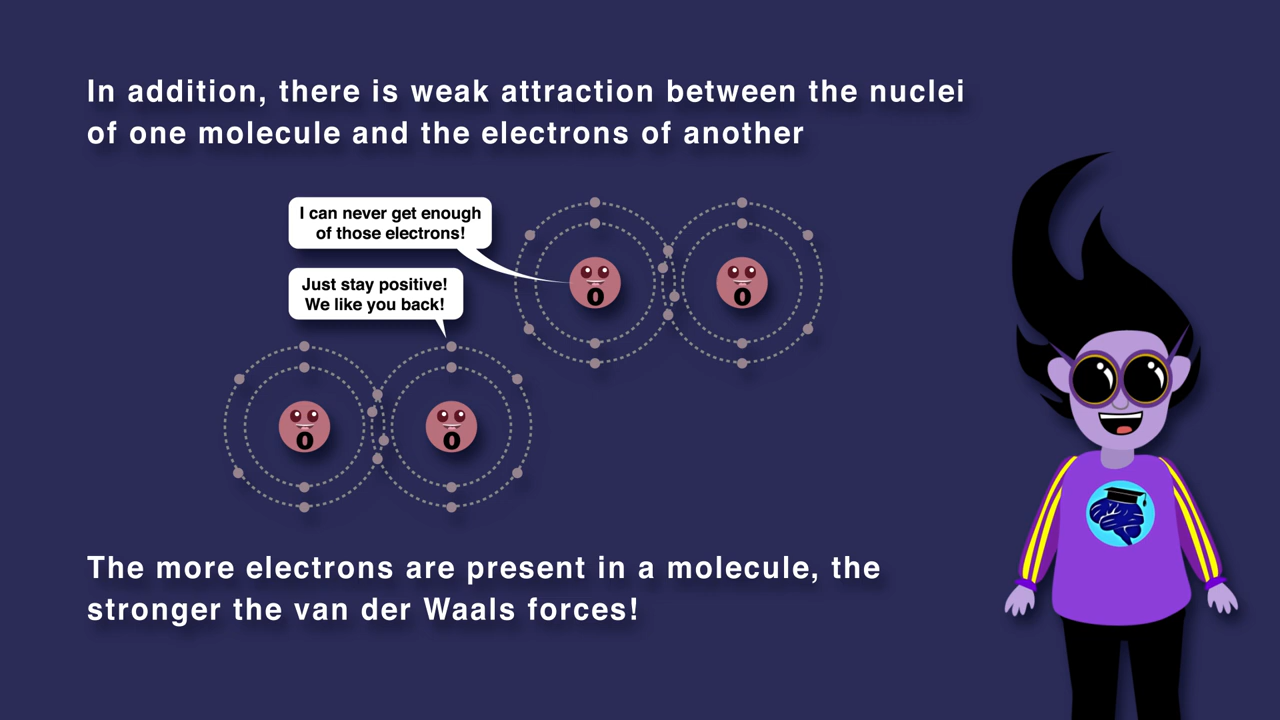 In addition, there is weak attraction between the nuclei
of one molecule and the electrons of another
I can never get enough
of those electrons!
Just stay positive!
We like you back!
O
O
O
O
The more electrons are present in a molecule, the
stronger the van der Waals forces!